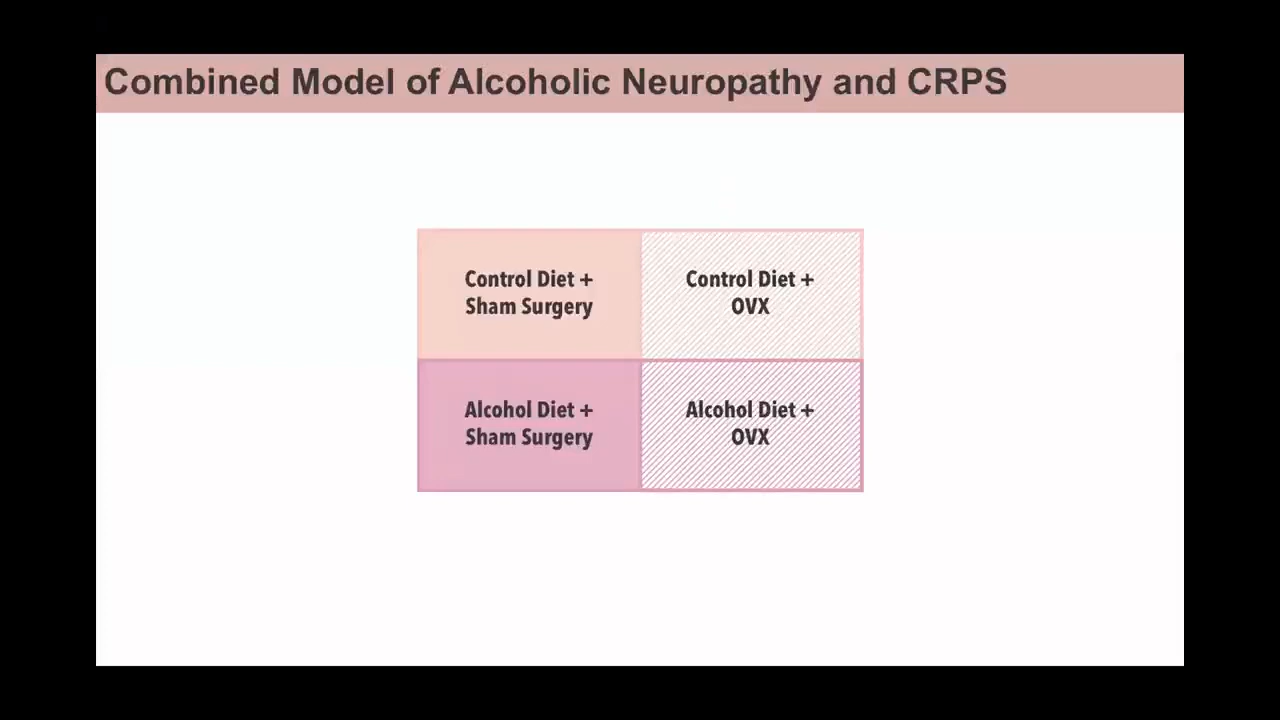 Combined Model of Alcoholic Neuropathy and CRPS
Control Diet +
Sham Surgery
Control Diet +
OVX
Alcohol Diet +
Sham Surgery
Alcohol Diet +
OVX